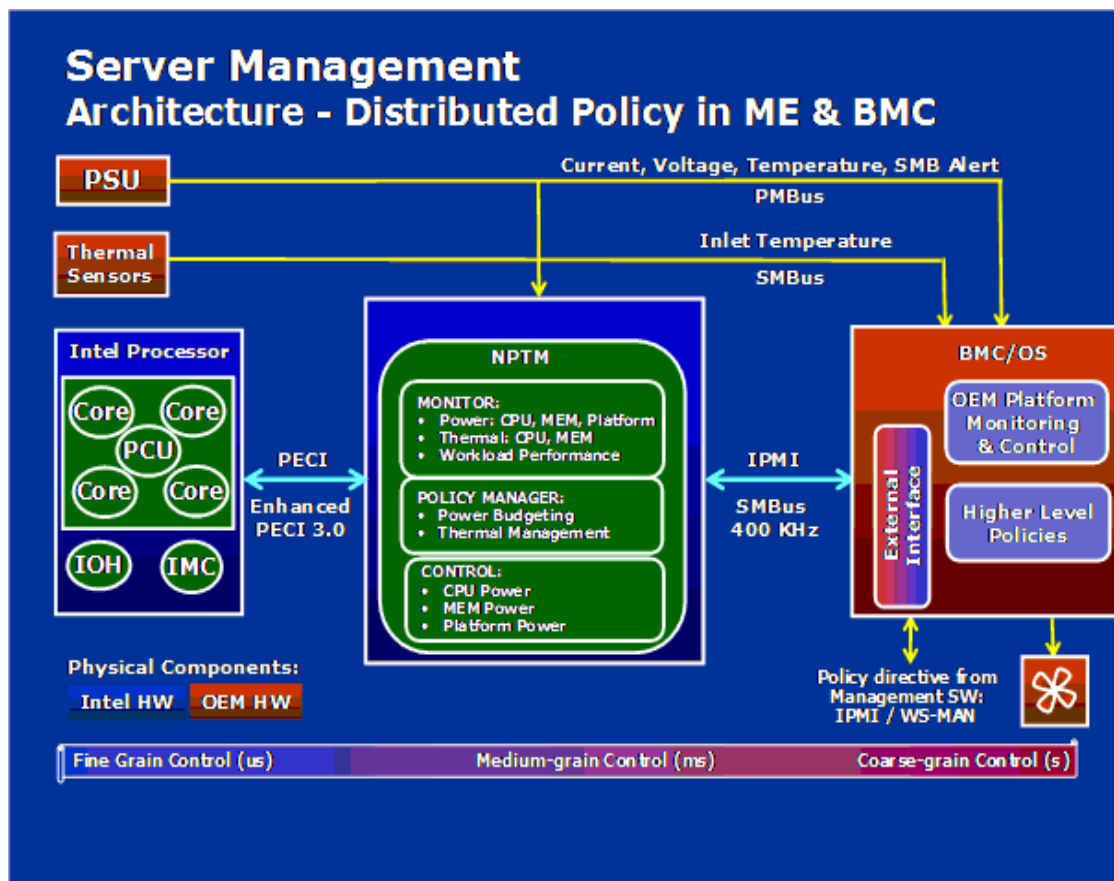 Server Management
Architecture - Distributed Policy in ME & BMC
PSU
Current, Voltage, Temperature, SMB Alert
PMBus
Thermal
Sensors
Inlet Temperature
SMBus
Intel Processor
Core
Core
PCU
Core
Core
IOH
IMC
PECI
Enhanced
PECI 3.0
NPTM
MONITOR:
• Power: CPU, MEM, Platform
• Thermal: CPU, MEM
• Workload Performance
POLICY MANAGER:
• Power Budgeting
• Thermal Management
CONTROL:
• CPU Power
• MEM Power
• Platform Power
IPMI
SMBus
400 KHz
BMC/OS
OEM Platform
Monitoring
& Control
External
Interface
Higher Level
Policies
Physical Components:
Intel HW
OEM HW
Policy directive from
Management SW:
IPMI / WS-MAN
Fine Grain Control (us)
Medium-grain Control (ms)
Coarse-grain Control (s)